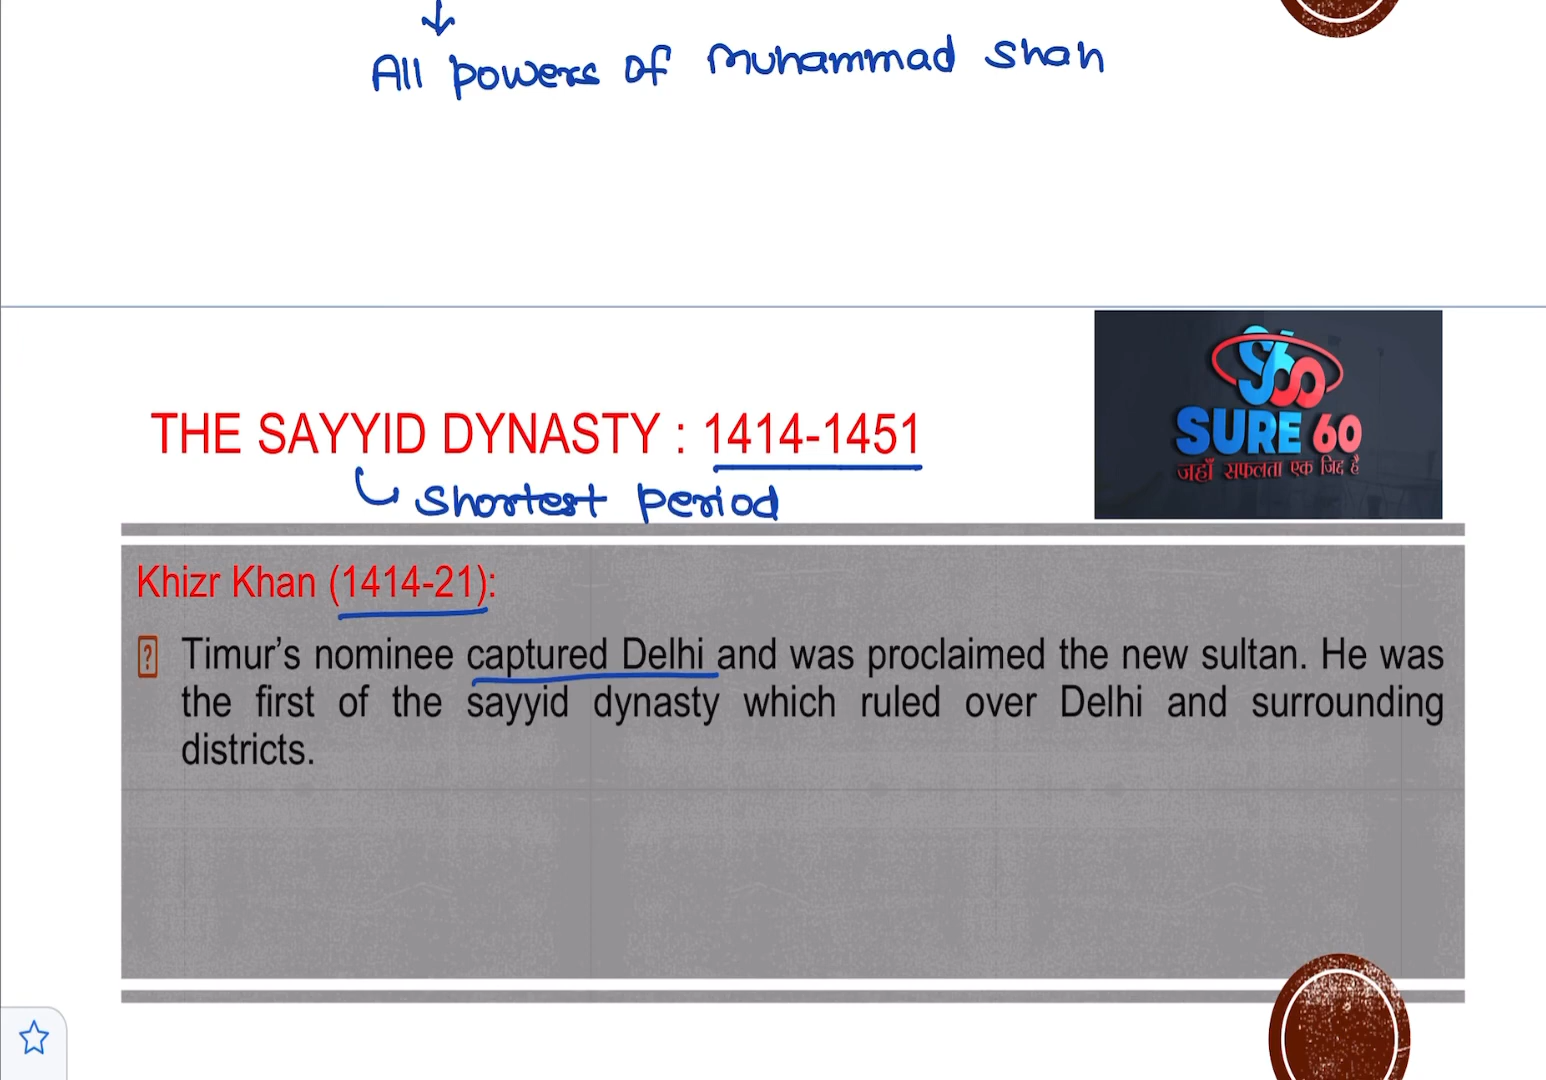 All powers of Muhammad Shah
THE SAYYID DYNASTY : 1414-1451
Shortest period
SURE 60
जहाँ सफलता एक जिद्द है
Khizr Khan (1414-21):
Timur’s nominee captured Delhi and was proclaimed the new sultan. He was
the first of the sayyid dynasty which ruled over Delhi and surrounding
districts.